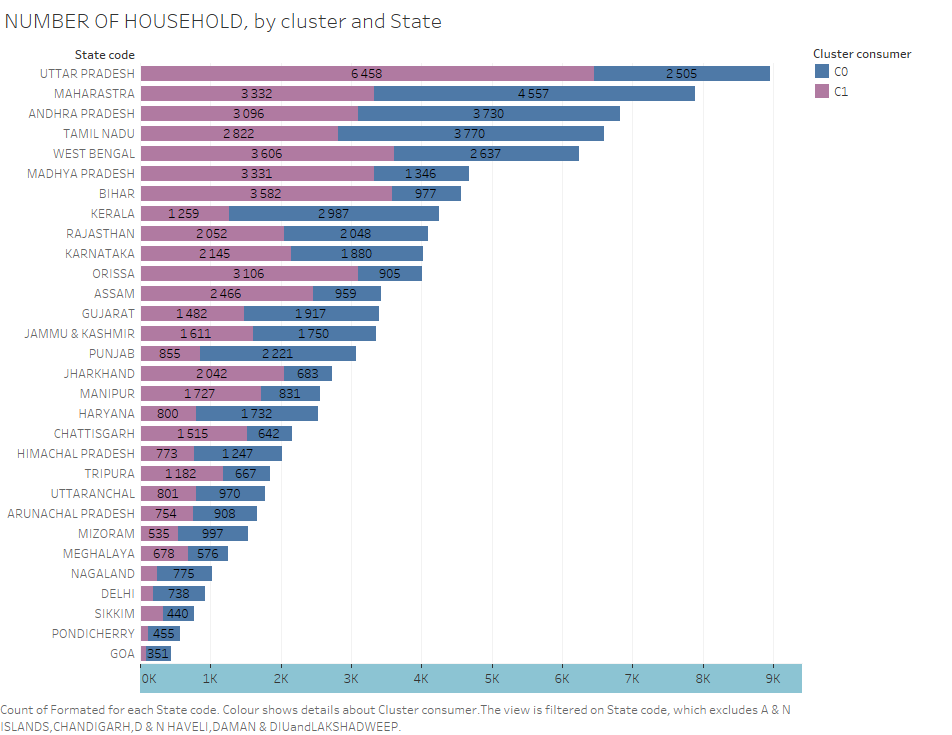 NUMBER OF HOUSEHOLD, by cluster and State
State code
Cluster consumer
C0
C1
UTTAR PRADESH 6 458 2 505
MAHARASTRA 3 332 4 557
ANDHRA PRADESH 3 096 3 730
TAMIL NADU 2 822 3 770
WEST BENGAL 3 606 2 637
MADHYA PRADESH 3 331 1 346
BIHAR 3 582 977
KERALA 1 259 2 987
RAJASTHAN 2 052 2 048
KARNATAKA 2 145 1 880
ORISSA 3 106 905
ASSAM 2 466 959
GUJARAT 1 482 1 917
JAMMU & KASHMIR 1 611 1 750
PUNJAB 855 2 221
JHARKHAND 2 042 683
MANIPUR 1 727 831
HARYANA 800 1 732
CHATTISGARH 1 515 642
HIMACHAL PRADESH 773 1 247
TRIPURA 1 182 667
UTTARANCHAL 801 970
ARUNACHAL PRADESH 754 908
MIZORAM 535 997
MEGHALAYA 678 576
NAGALAND 775
DELHI 738
SIKKIM 440
PONDICHERRY 455
GOA 351
0K 1K 2K 3K 4K 5K 6K 7K 8K 9K
Count of Formated for each State code. Colour shows details about Cluster consumer.The view is filtered on State code, which excludes A & N
ISLANDS,CHANDIGARH,D & N HAVELI,DAMAN & DIUandLAKSHADWEEP.